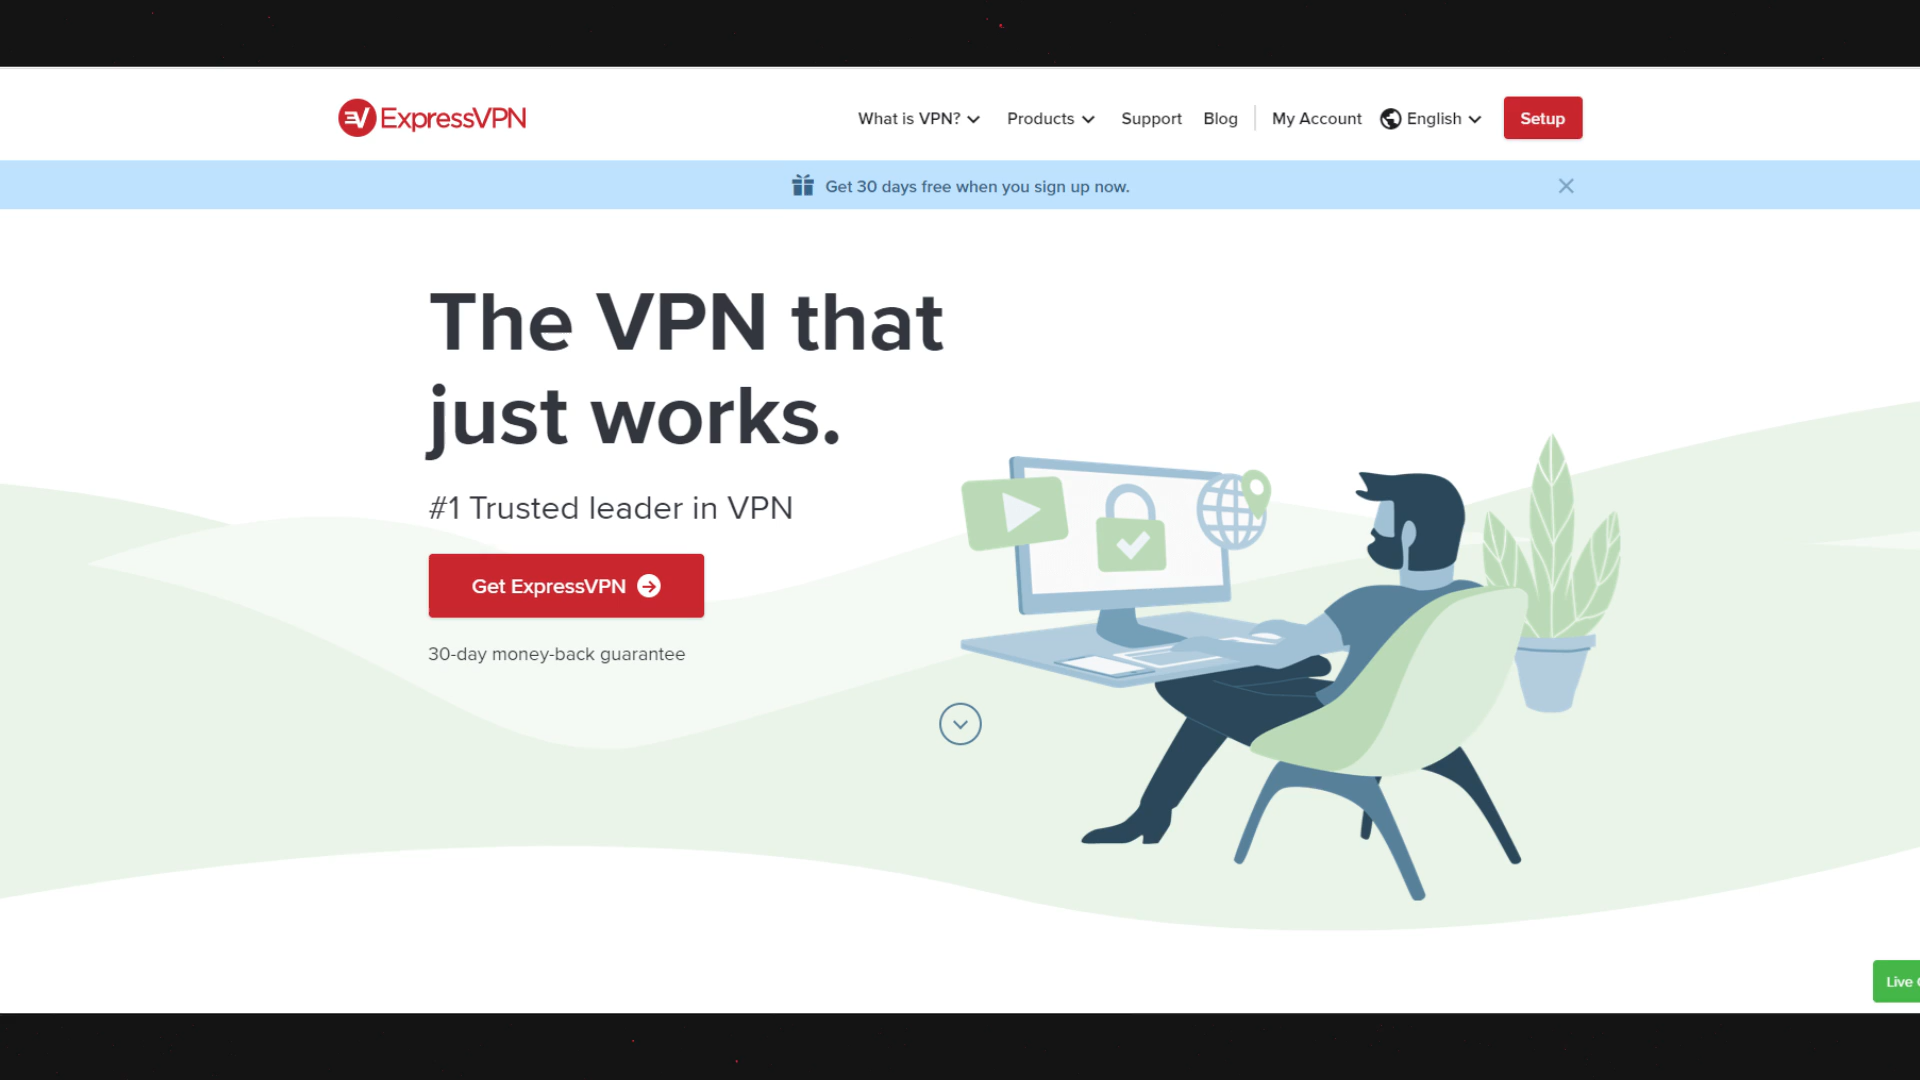 ExpressVPN
What is VPN? Products Support Blog My Account English Setup
Get 30 days free when you sign up now.
The VPN that
just works.
#1 Trusted leader in VPN
Get ExpressVPN
30-day money-back guarantee
Live